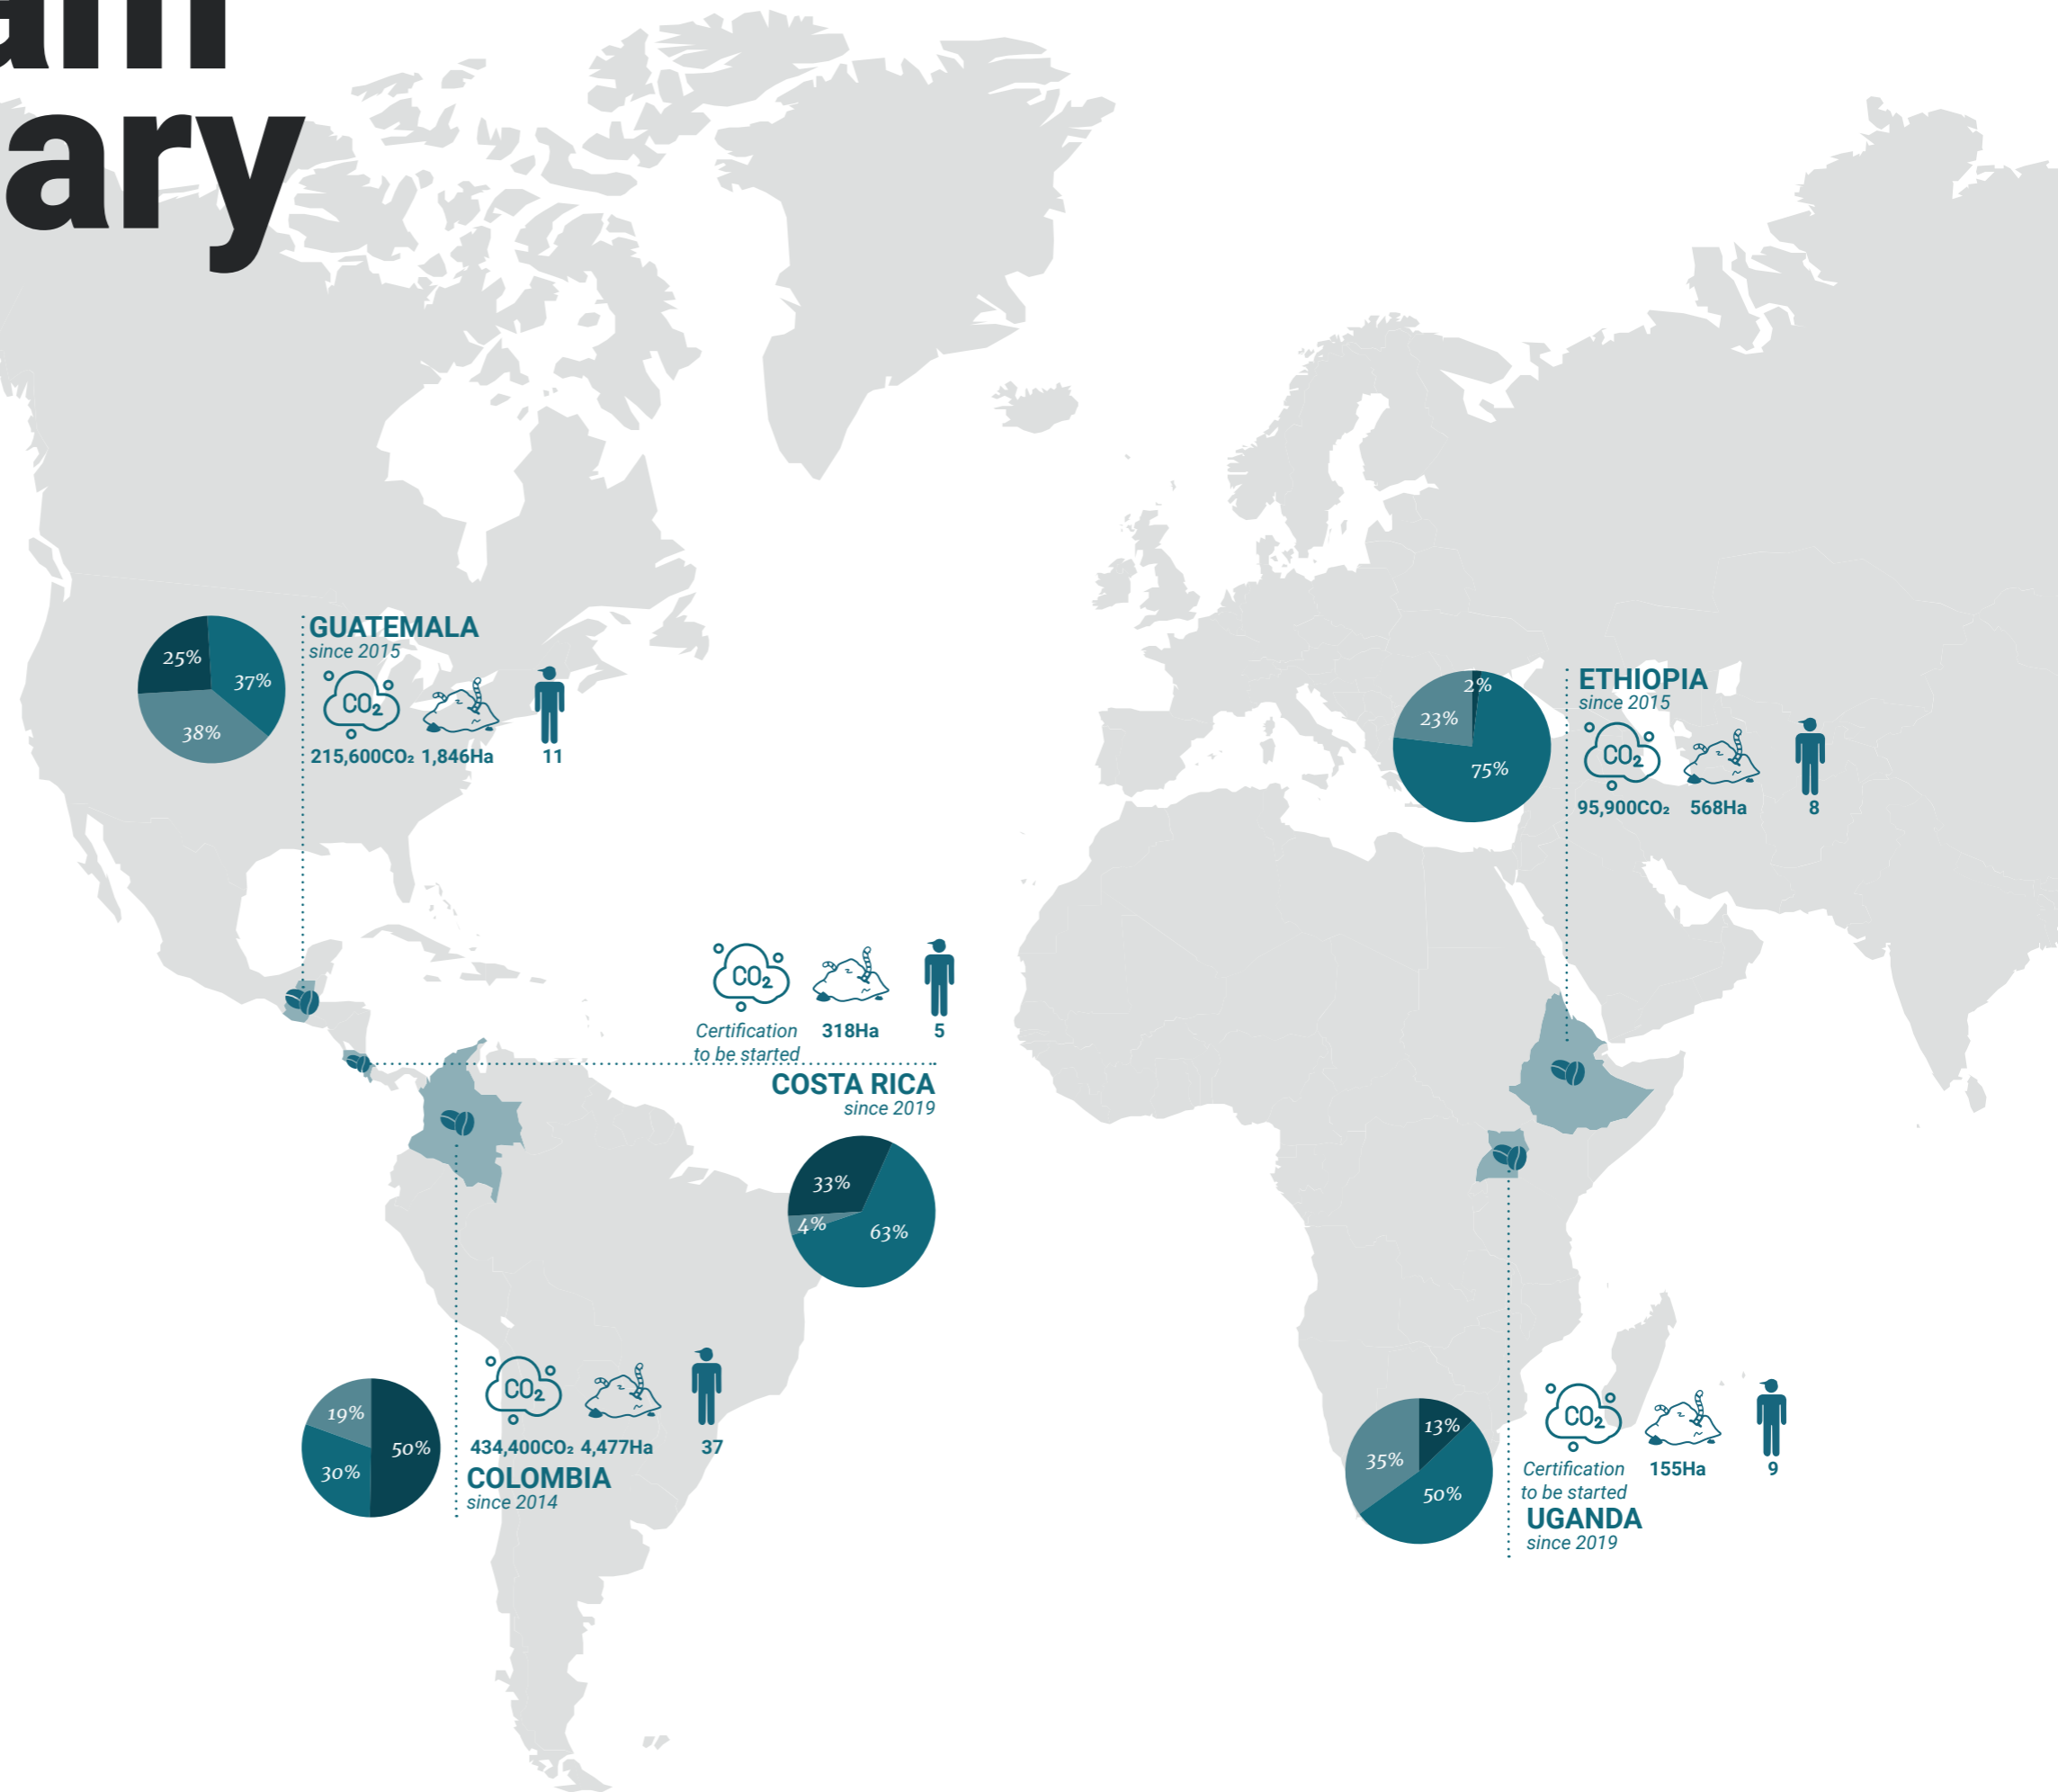 ary
GUATEMALA
since 2015
25%
37%
38%
CO₂
215,600CO₂ 1,846Ha 11
ETHIOPIA
since 2015
2%
23%
75%
CO₂
95,900CO₂ 568Ha 8
CO₂
Certification
to be started
318Ha 5
COSTA RICA
since 2019
33%
4%
63%
CO₂
19%
50%
30%
434,400CO₂ 4,477Ha 37
COLOMBIA
since 2014
CO₂
13%
35%
50%
Certification
to be started
155Ha 9
UGANDA
since 2019